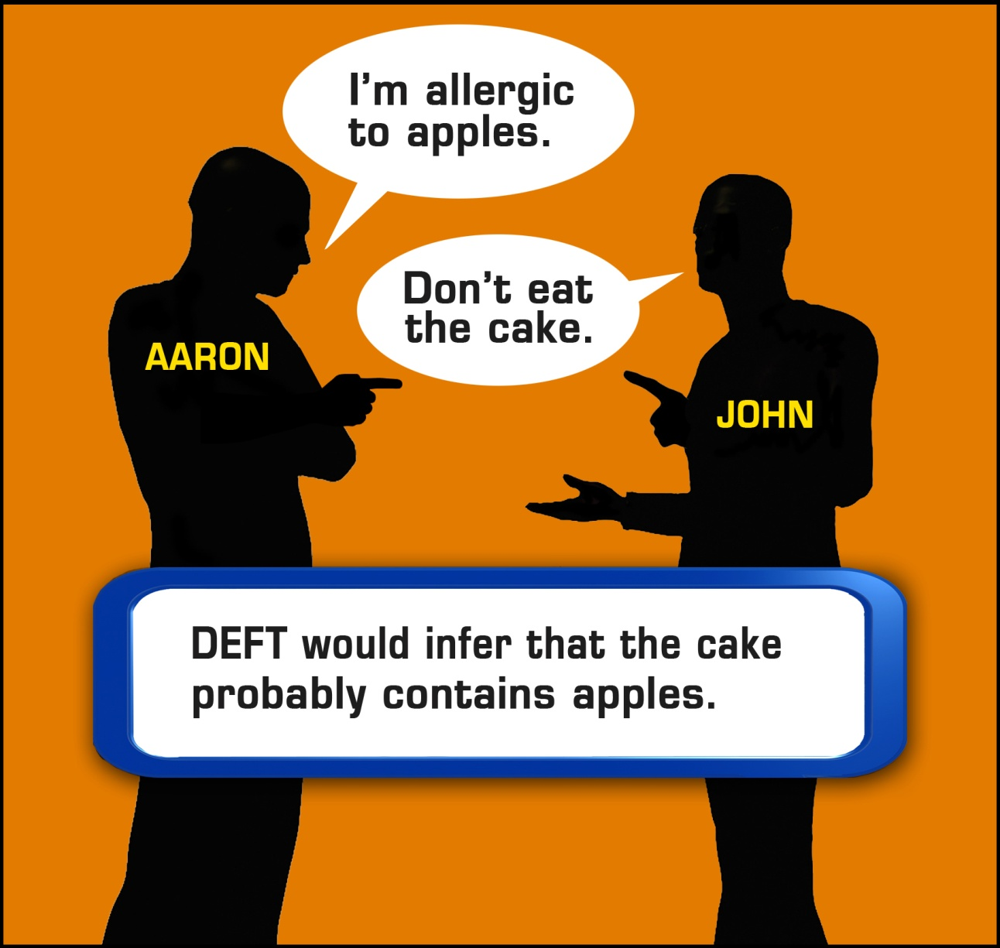 I'm allergic
to apples.
Don't eat
the cake.
AARON
JOHN
DEFT would infer that the cake
probably contains apples.